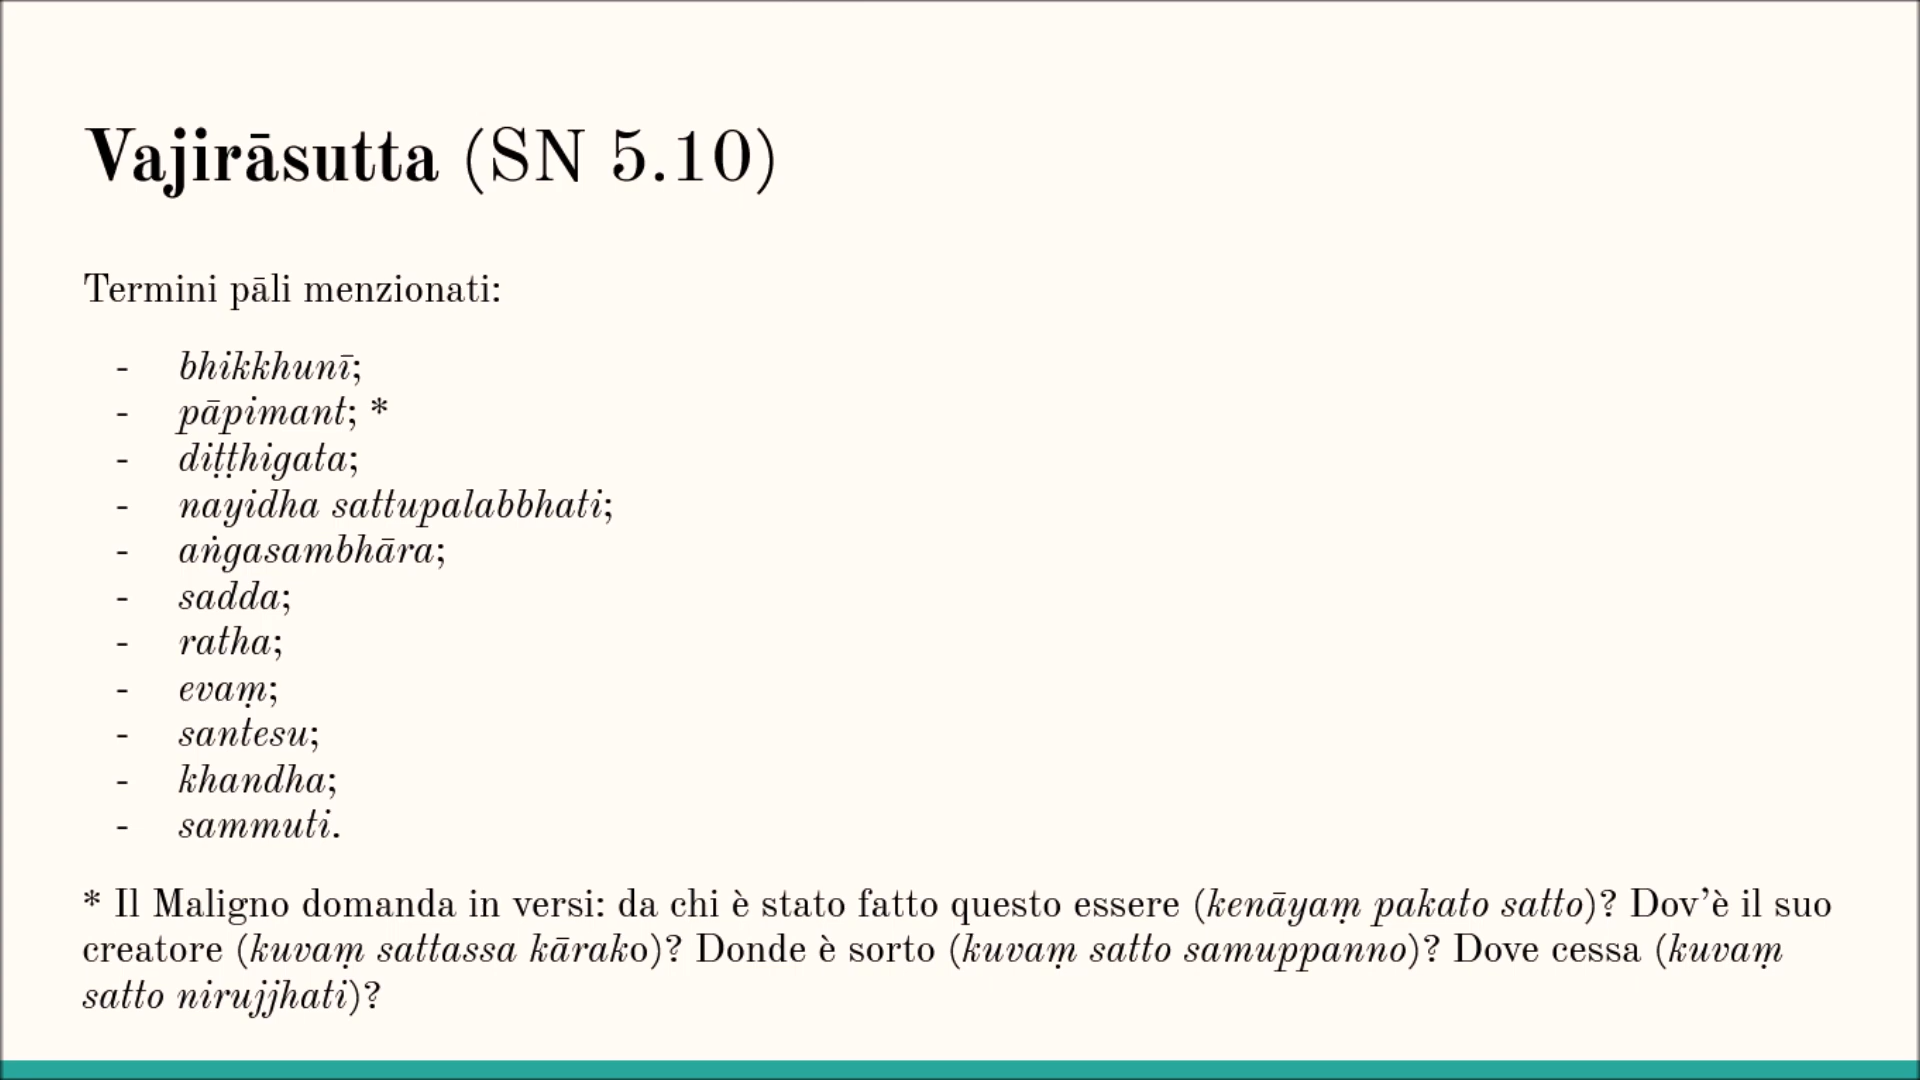 Vajirāsutta (SN 5.10)
Termini pāli menzionati:
- bhikkhunī;
- pāpimant; *
- diṭṭhigata;
- nayidha sattupalabbhati;
- aṅgasambhāra;
- sadda;
- ratha;
- evaṃ;
- santesu;
- khandha;
- sammuti.
* Il Maligno domanda in versi: da chi è stato fatto questo essere (kenāyaṃ pakato satto)? Dov’è il suo
creatore (kuvaṃ sattassa kārako)? Donde è sorto (kuvaṃ satto samuppanno)? Dove cessa (kuvaṃ
satto nirujjhati)?